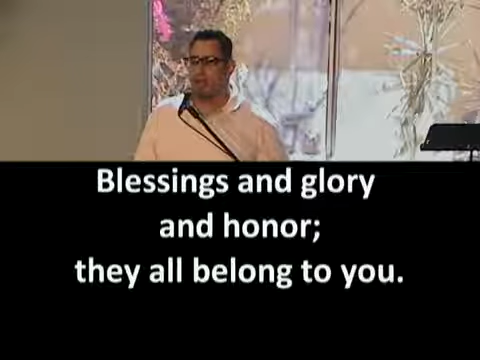 Blessings and glory
and honor;
they all belong to you.